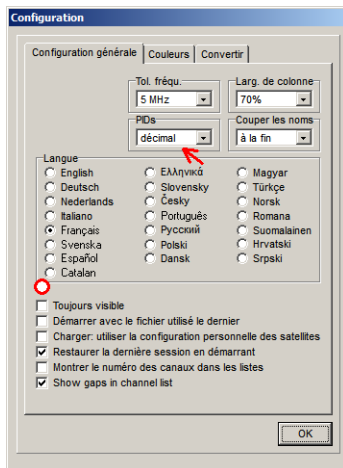 Configuration
Configuration générale Couleurs Convertir
Tol. fréqu. Larg. de colonne
5 MHz 70%
PIDs Couper les noms
décimal à la fin
Langue
English Ελληνικά Magyar
Deutsch Slovensky Türkçe
Nederlands Česky Norsk
Italiano Português Romana
Français Русский Suomalainen
Svenska Polski Hrvatski
Español Dansk Srpski
Catalan
Toujours visible
Démarrer avec le fichier utilisé le dernier
Charger: utiliser la configuration personnelle des satellites
Restaurer la dernière session en démarrant
Montrer le numéro des canaux dans les listes
Show gaps in channel list
OK